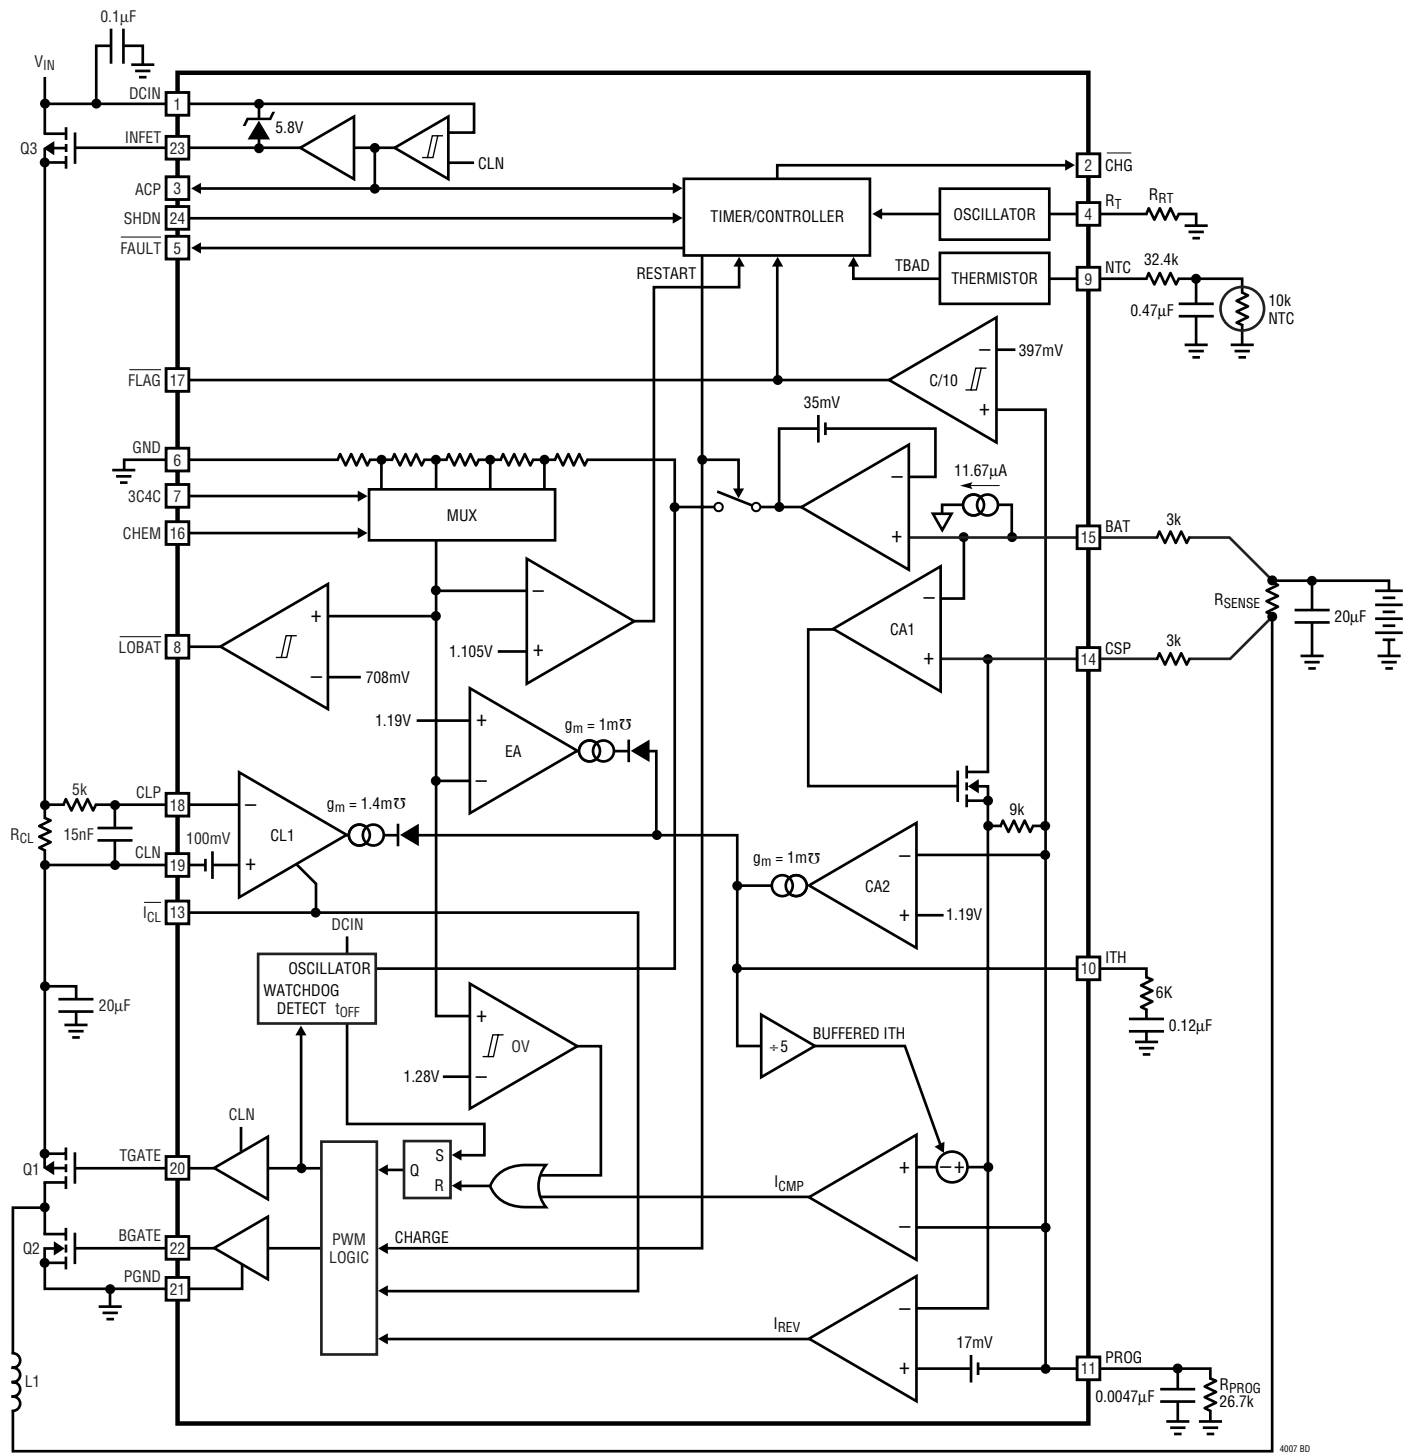 0.1µF
VIN
DCIN
1
5.8V
INFET
23
Q3
CLN
ACP
3
SHDN
24
FAULT
5
TIMER/CONTROLLER
2
CHG
OSCILLATOR
4
RT
RRT
RESTART
TBAD
THERMISTOR
9
NTC
32.4k
0.47µF
10k
NTC
FLAG
17
C/10
–
397mV
+
35mV
GND
6
3C4C
7
CHEM
16
MUX
–
+
11.67µA
15
BAT
3k
LOBAT
8
+
–
708mV
–
+
1.105V
–
CA1
+
RSENSE
20µF
14
CSP
3k
1.19V
+
EA
–
gm = 1m℧
5k
CLP
18
–
CL1
+
gm = 1.4m℧
RCL
15nF
CLN
19
100mV
ICL
13
9k
gm = 1m℧
CA2
–
+
1.19V
DCIN
OSCILLATOR
WATCHDOG
DETECT tOFF
10
ITH
6K
0.12µF
20µF
+
OV
–
1.28V
÷5
BUFFERED ITH
CLN
TGATE
20
Q1
S
Q
R
ICMP
+
–
–+
BGATE
22
Q2
PWM
LOGIC
CHARGE
PGND
21
IREV
–
+
17mV
11
PROG
0.0047µF
RPROG
26.7k
L1
4007 BD